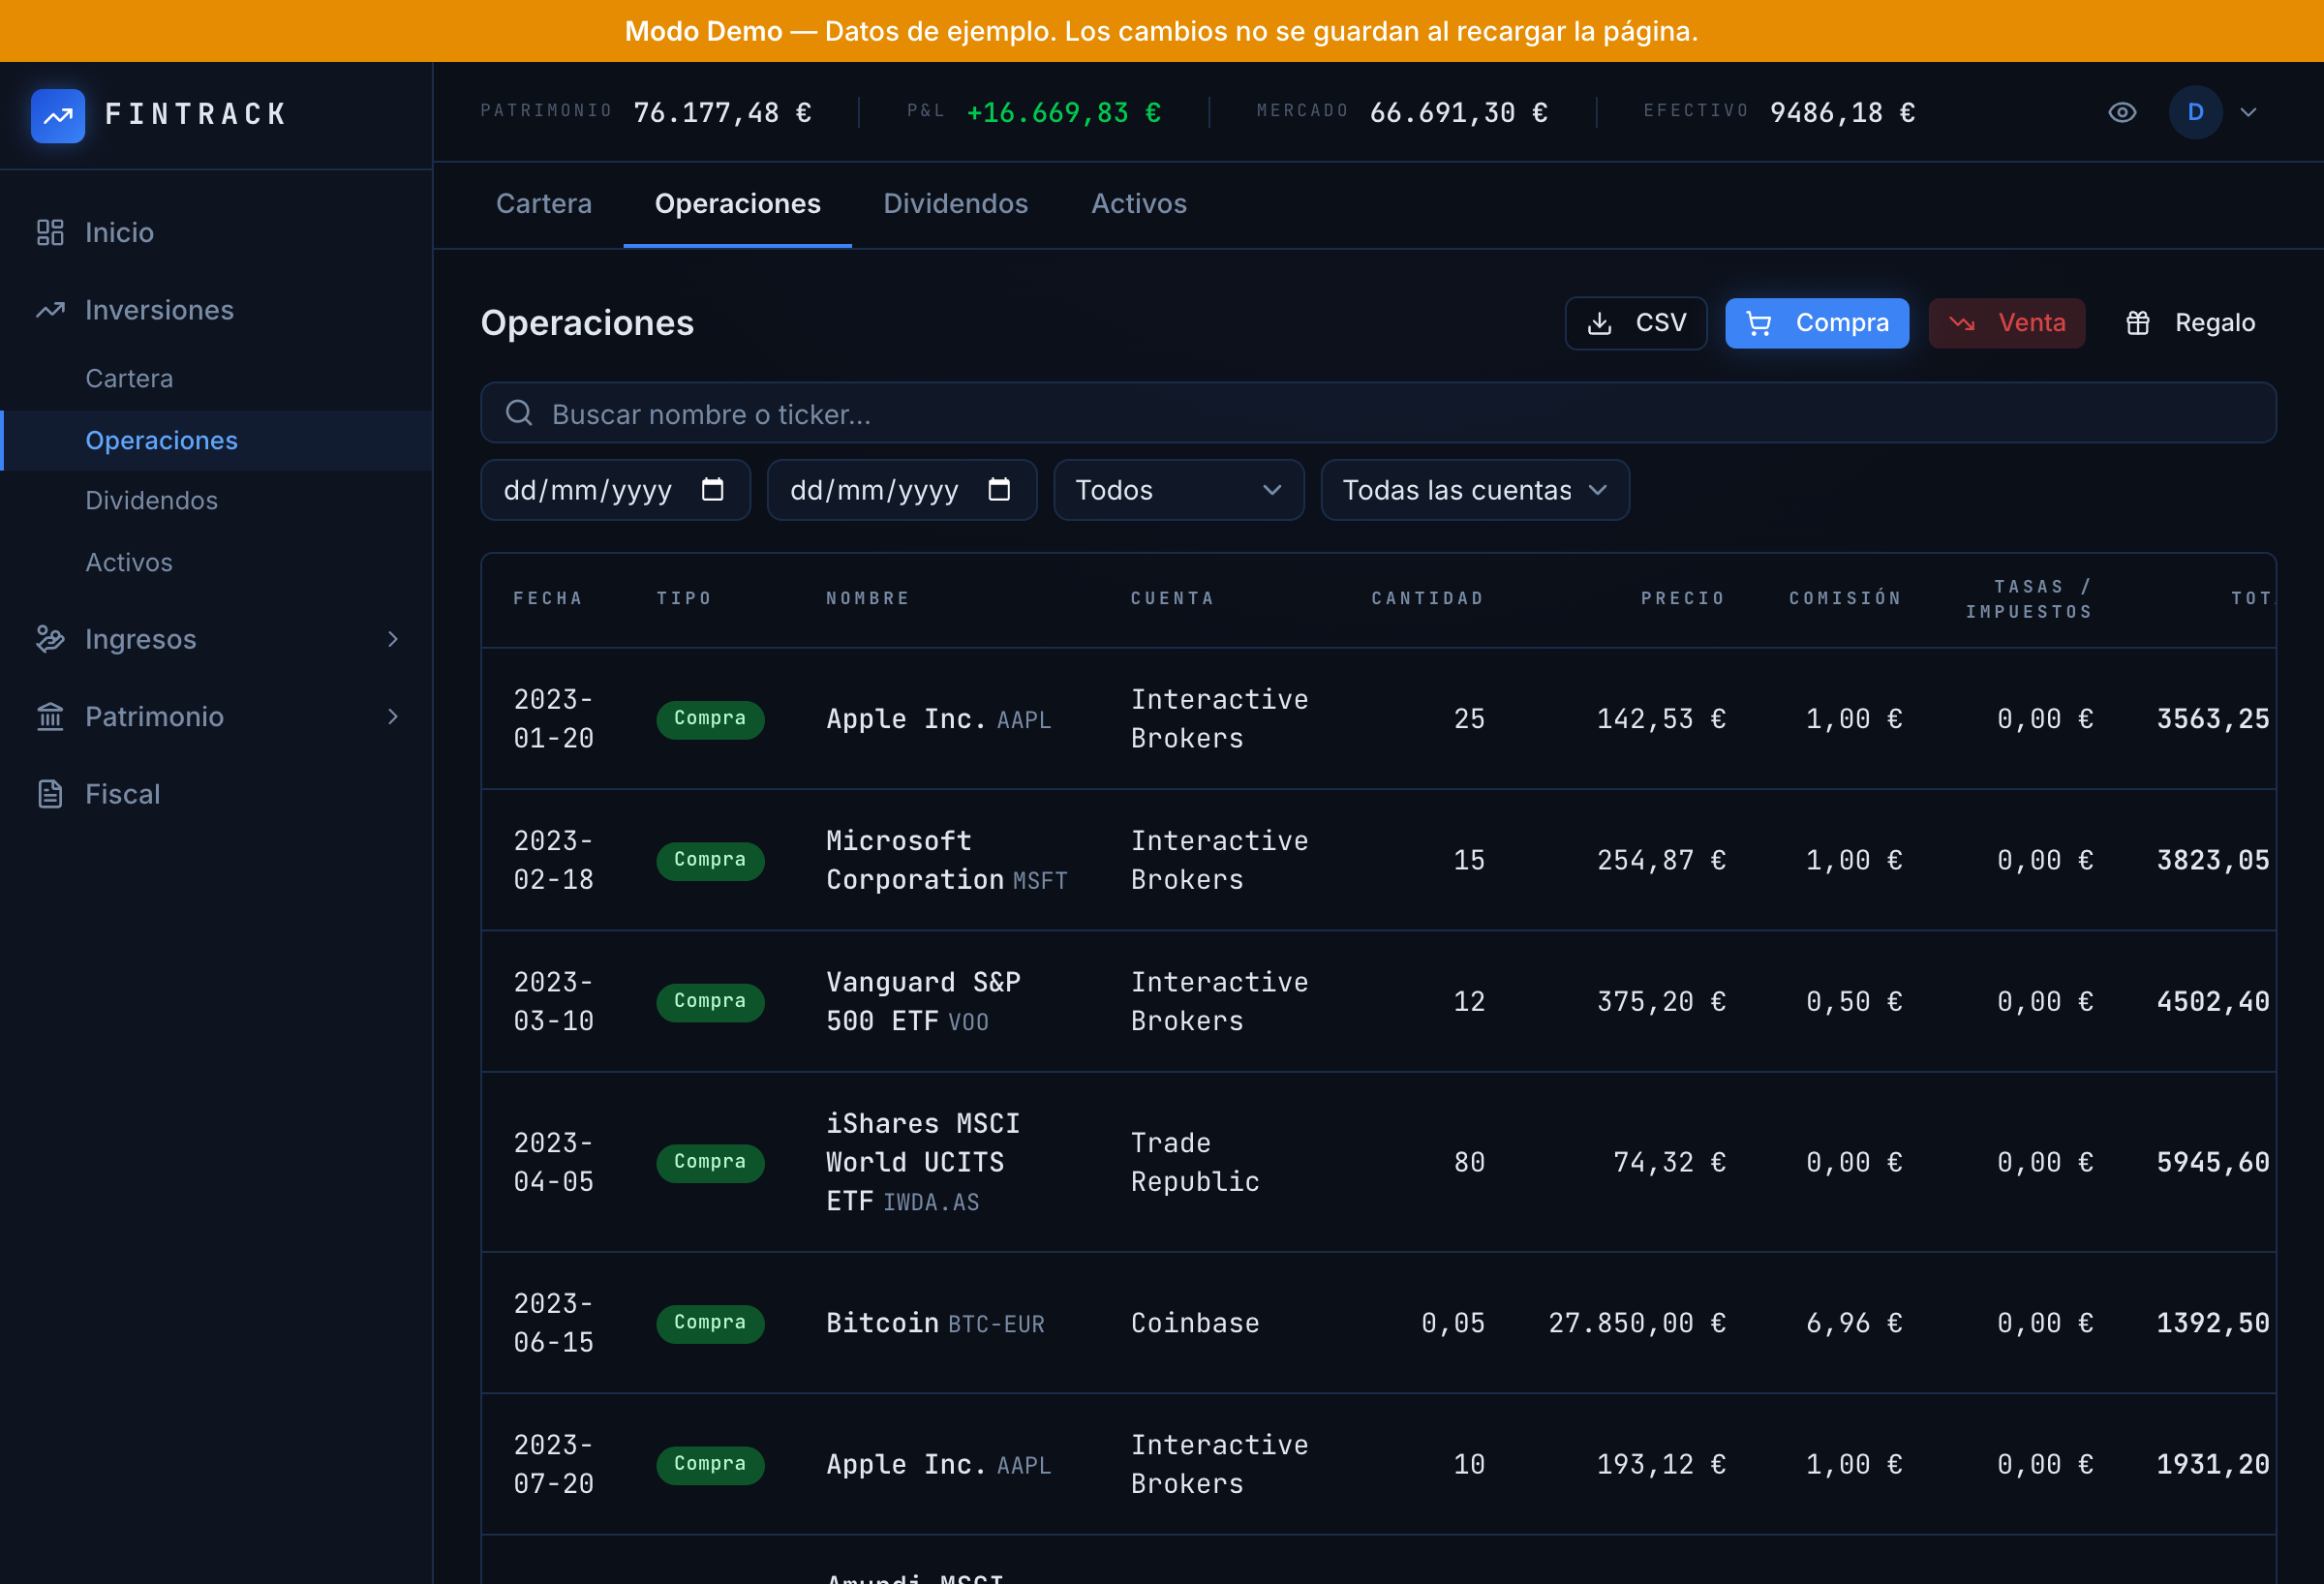 Modo Demo — Datos de ejemplo. Los cambios no se guardan al recargar la página.
FINTRACK
PATRIMONIO 76.177,48 € P&L +16.669,83 € MERCADO 66.691,30 € EFECTIVO 9486,18 € D
Inicio
Inversiones
Cartera
Operaciones
Dividendos
Activos
Ingresos
Patrimonio
Fiscal
Cartera Operaciones Dividendos Activos
Operaciones CSV Compra Venta Regalo
Buscar nombre o ticker...
dd/mm/yyyy dd/mm/yyyy Todos Todas las cuentas
FECHA TIPO NOMBRE CUENTA CANTIDAD PRECIO COMISIÓN TASAS / IMPUESTOS TOT
2023-
01-20
Compra
Apple Inc. AAPL
Interactive
Brokers
25 142,53 € 1,00 € 0,00 € 3563,25
2023-
02-18
Compra
Microsoft
Corporation MSFT
Interactive
Brokers
15 254,87 € 1,00 € 0,00 € 3823,05
2023-
03-10
Compra
Vanguard S&P
500 ETF VOO
Interactive
Brokers
12 375,20 € 0,50 € 0,00 € 4502,40
2023-
04-05
Compra
iShares MSCI
World UCITS
ETF IWDA.AS
Trade
Republic
80 74,32 € 0,00 € 0,00 € 5945,60
2023-
06-15
Compra
Bitcoin BTC-EUR
Coinbase
0,05 27.850,00 € 6,96 € 0,00 € 1392,50
2023-
07-20
Compra
Apple Inc. AAPL
Interactive
Brokers
10 193,12 € 1,00 € 0,00 € 1931,20
Amundi MSCI